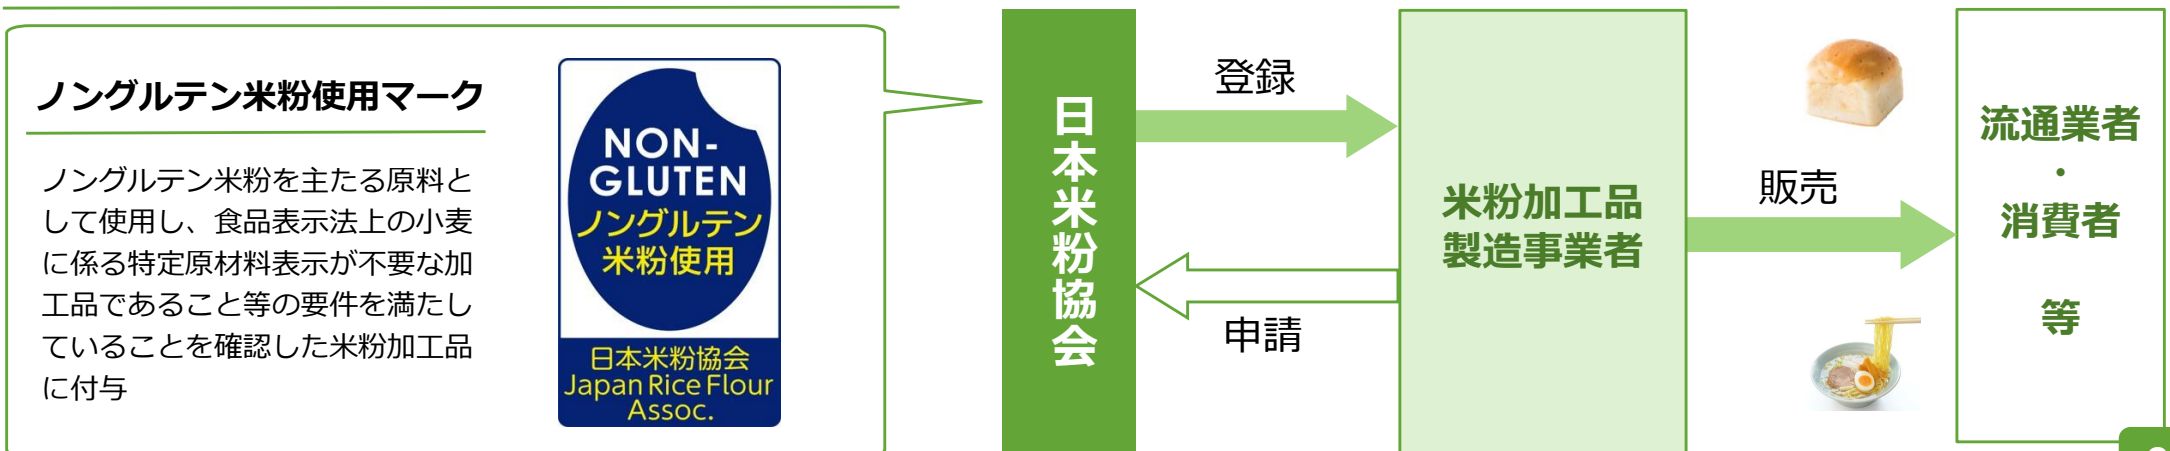 ノングルテン米粉使用マーク
ノングルテン米粉を主たる原料と
して使用し、食品表示法上の小麦
に係る特定原材料表示が不要な加
工品であること等の要件を満たし
ていることを確認した米粉加工品
に付与
NON-
GLUTEN
ノングルテン
米粉使用
日本米粉協会
Japan Rice Flour
Assoc.
日本米粉協会
登録
申請
米粉加工品
製造事業者
販売
流通業者
・
消費者
等